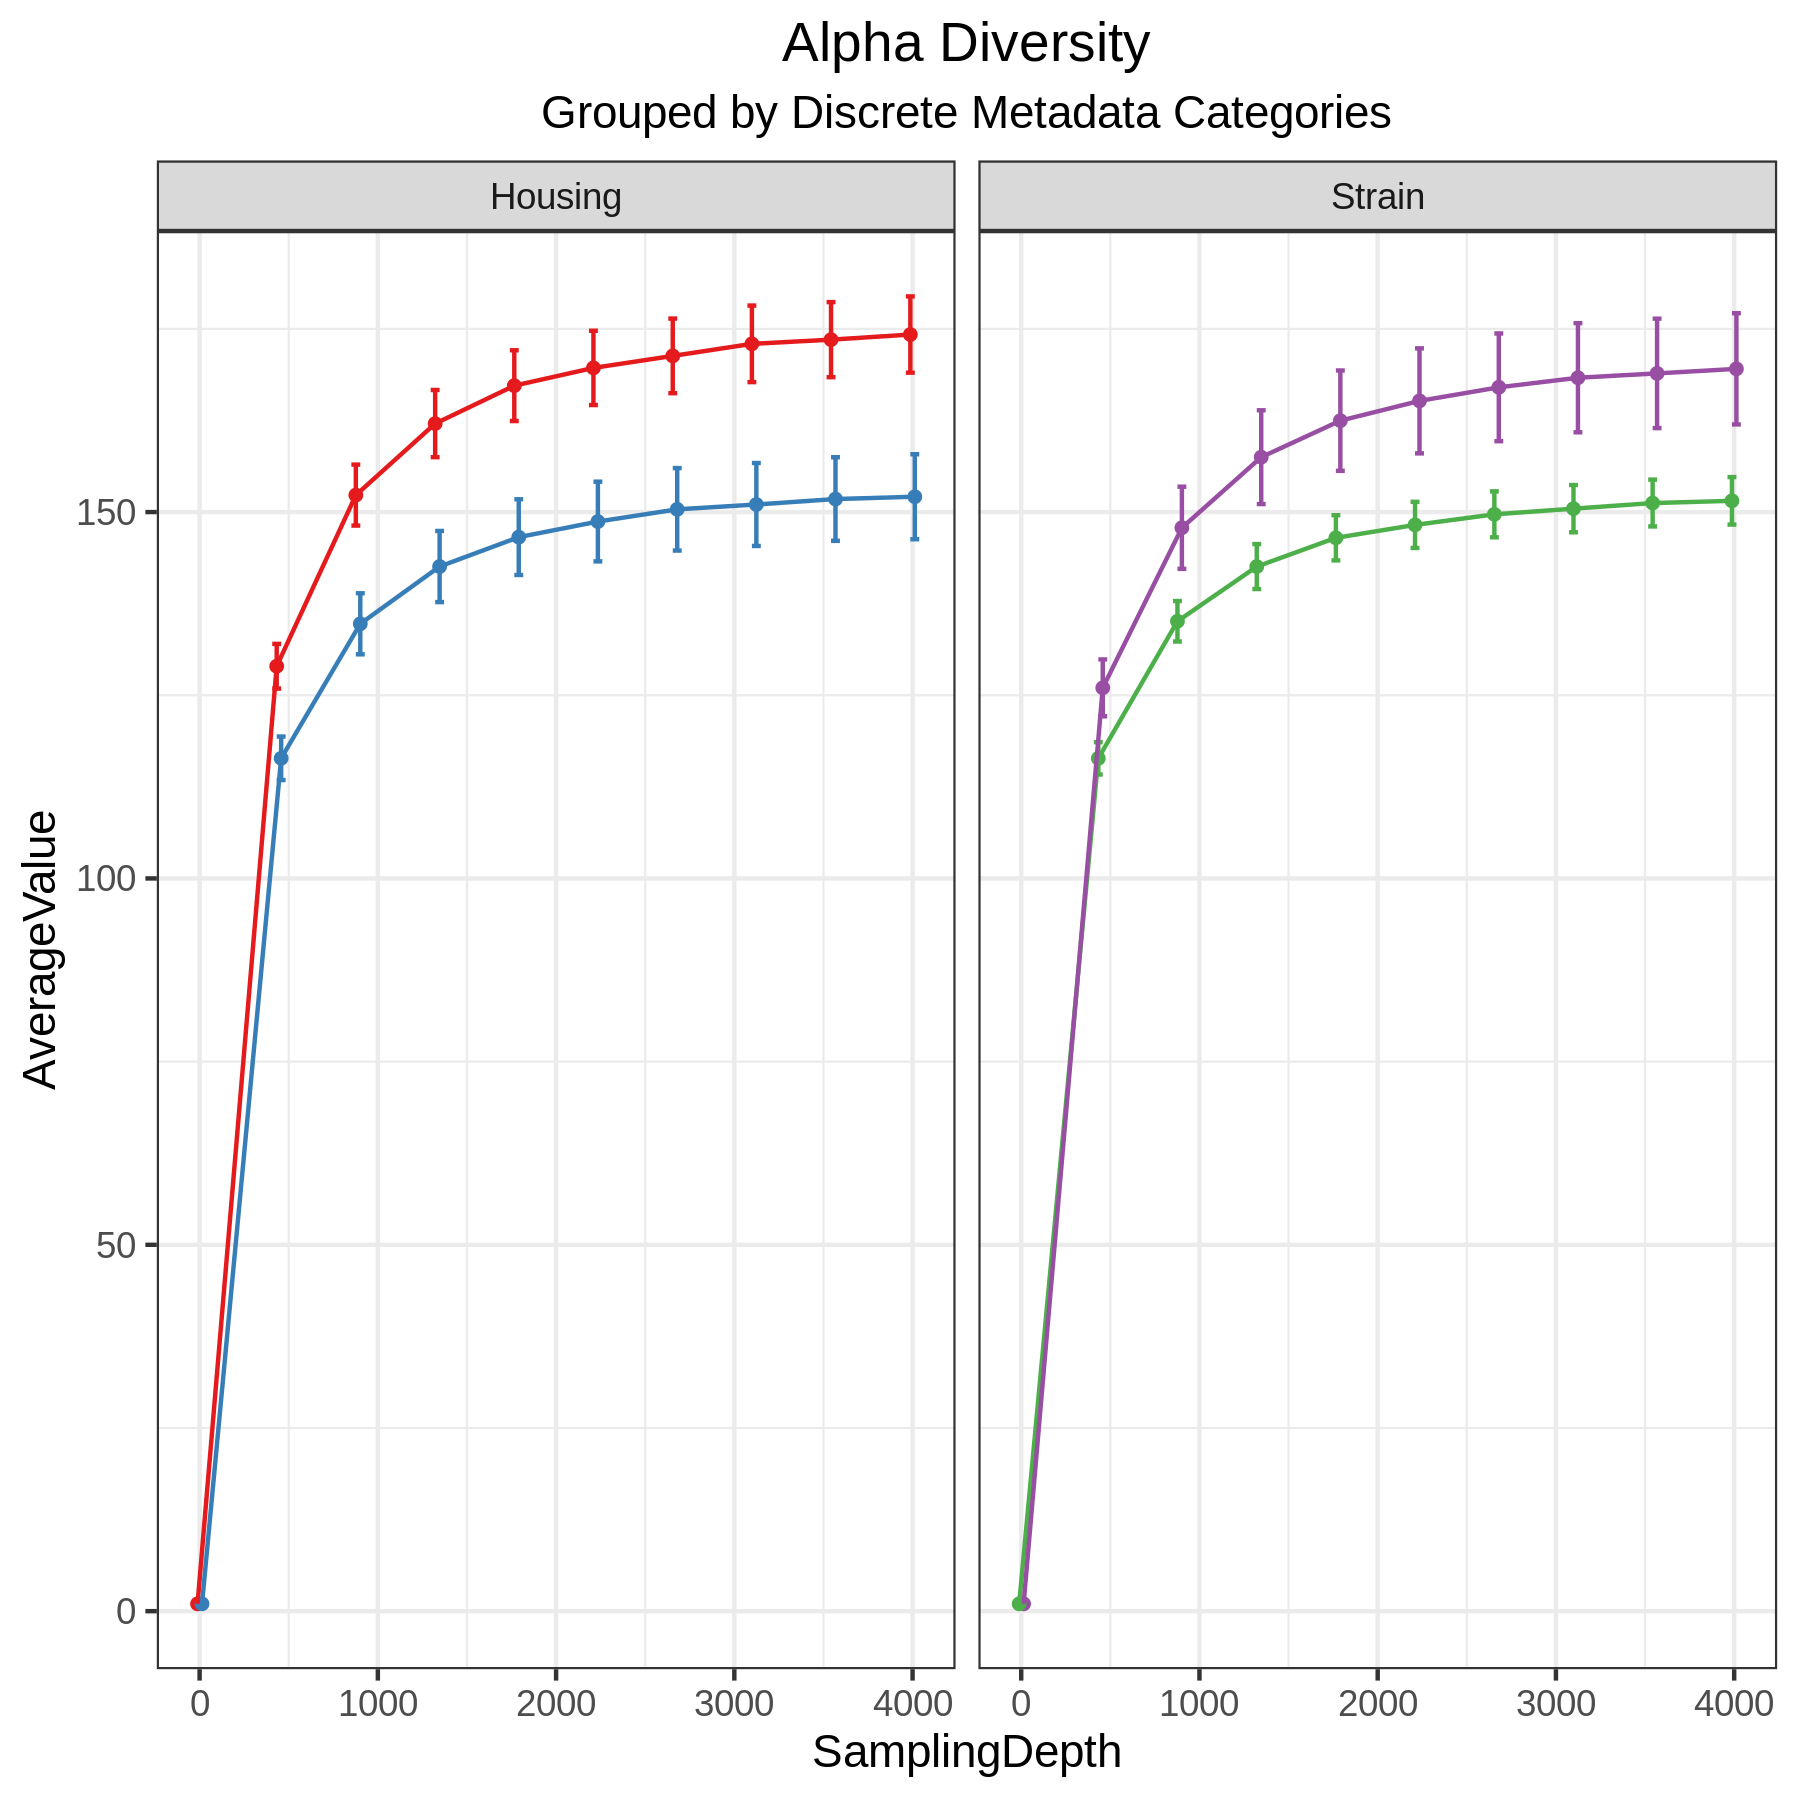 Alpha Diversity
Grouped by Discrete Metadata Categories
Housing
Strain
AverageValue
150
100
50
0
0 1000 2000 3000 4000
0 1000 2000 3000 4000
SamplingDepth